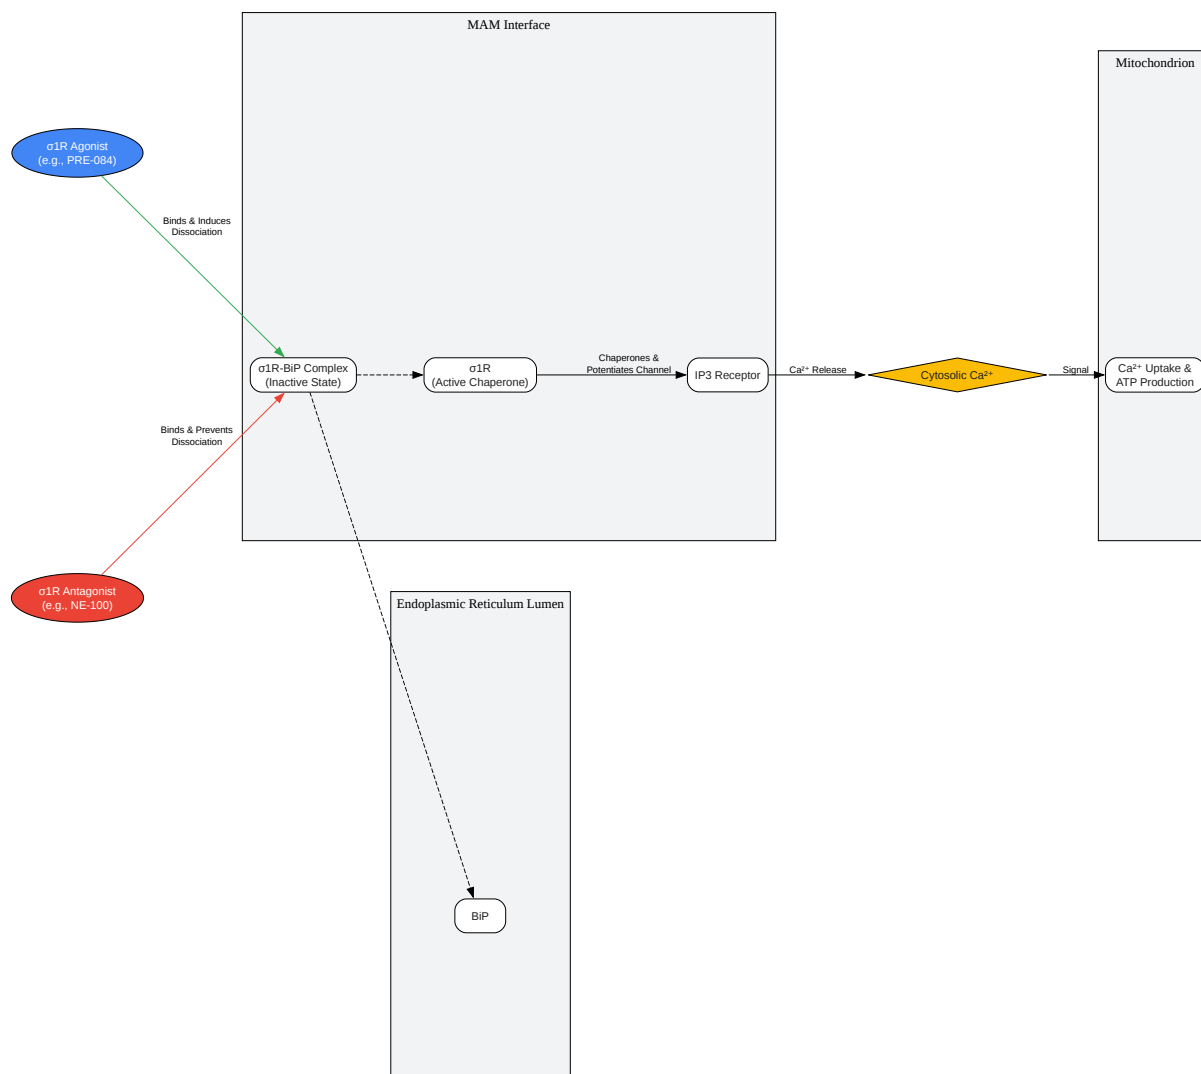 MAM Interface
Mitochondrion
σ1R Agonist
(e.g., PRE-084)
Binds & Induces
Dissociation
σ1R-BiP Complex
(Inactive State)
σ1R
(Active Chaperone)
Chaperones &
Potentiates Channel
IP3 Receptor
Ca²⁺ Release
Cytosolic Ca²⁺
Signal
Ca²⁺ Uptake &
ATP Production
Binds & Prevents
Dissociation
σ1R Antagonist
(e.g., NE-100)
Endoplasmic Reticulum Lumen
BiP